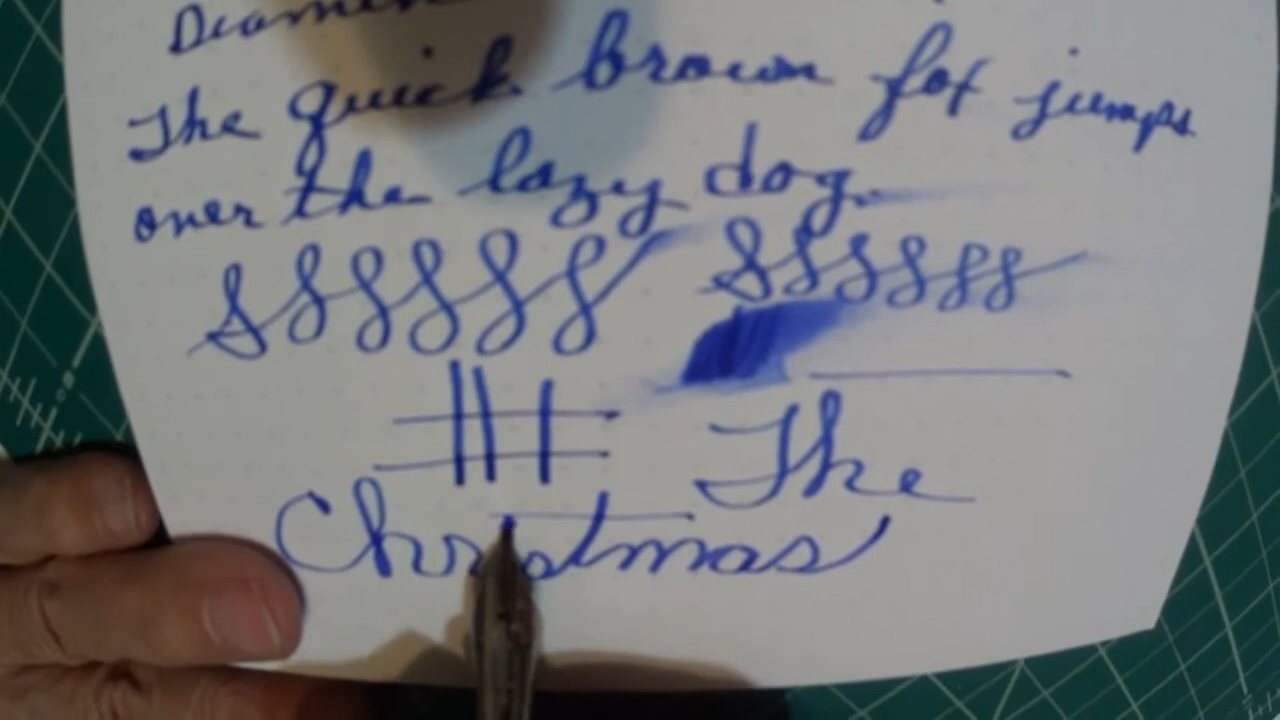 The quick brown fox jumps
over the lazy dog.
The
Christmas